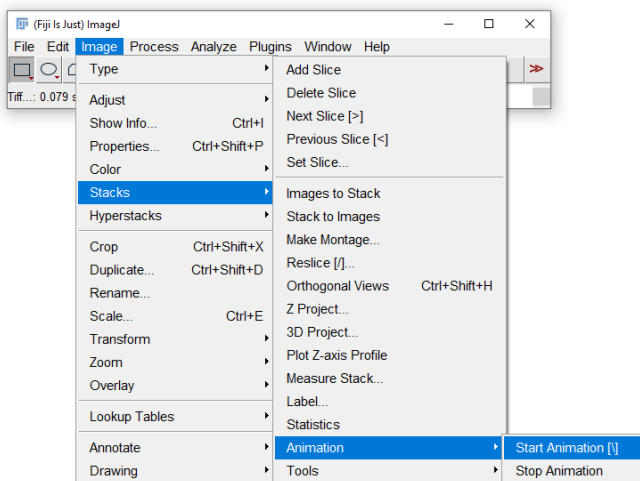 (Fiji Is Just) ImageJ
File Edit Image Process Analyze Plugins Window Help
Tiff...: 0.079 s
Type
Adjust
Show Info... Ctrl+I
Properties... Ctrl+Shift+P
Color
Stacks
Hyperstacks
Crop Ctrl+Shift+X
Duplicate... Ctrl+Shift+D
Rename...
Scale... Ctrl+E
Transform
Zoom
Overlay
Lookup Tables
Annotate
Drawing
Add Slice
Delete Slice
Next Slice [>]
Previous Slice [<]
Set Slice...
Images to Stack
Stack to Images
Make Montage...
Reslice [/]...
Orthogonal Views Ctrl+Shift+H
Z Project...
3D Project...
Plot Z-axis Profile
Measure Stack...
Label...
Statistics
Animation
Tools
Start Animation [\]
Stop Animation